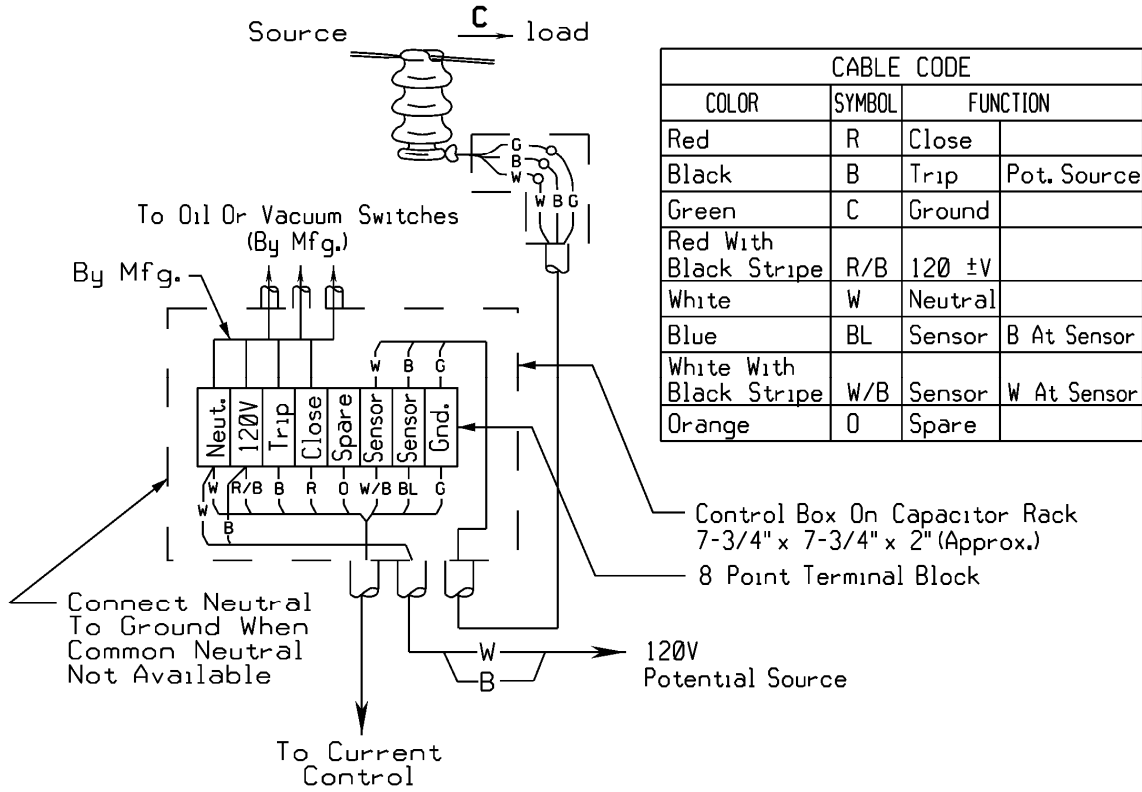 Source
C
load
CABLE CODE
COLOR SYMBOL FUNCTION
Red R Close
Black B Trip Pot. Source
Green C Ground
Red With
Black Stripe R/B 120 ±V
White W Neutral
Blue BL Sensor B At Sensor
White With
Black Stripe W/B Sensor W At Sensor
Orange O Spare
G
B
W
W B G
To Oil Or Vacuum Switches
(By Mfg.)
By Mfg.
W B G
Neut. 120V Trip Close Spare Sensor Sensor Gnd.
W R/B B R O W/B BL G
W
B
Control Box On Capacitor Rack
7-3/4" x 7-3/4" x 2" (Approx.)
8 Point Terminal Block
Connect Neutral
To Ground When
Common Neutral
Not Available
W
B
120V
Potential Source
To Current
Control